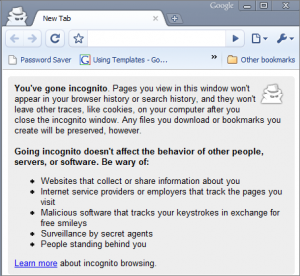 Google
New Tab
Password Saver Using Templates - Go... » Other bookmarks
You've gone incognito. Pages you view in this window won't
appear in your browser history or search history, and they won't
leave other traces, like cookies, on your computer after you
close the incognito window. Any files you download or bookmarks you
create will be preserved, however.
Going incognito doesn't affect the behavior of other people,
servers, or software. Be wary of:
Websites that collect or share information about you
Internet service providers or employers that track the pages you
visit
Malicious software that tracks your keystrokes in exchange for
free smileys
Surveillance by secret agents
People standing behind you
Learn more about incognito browsing.